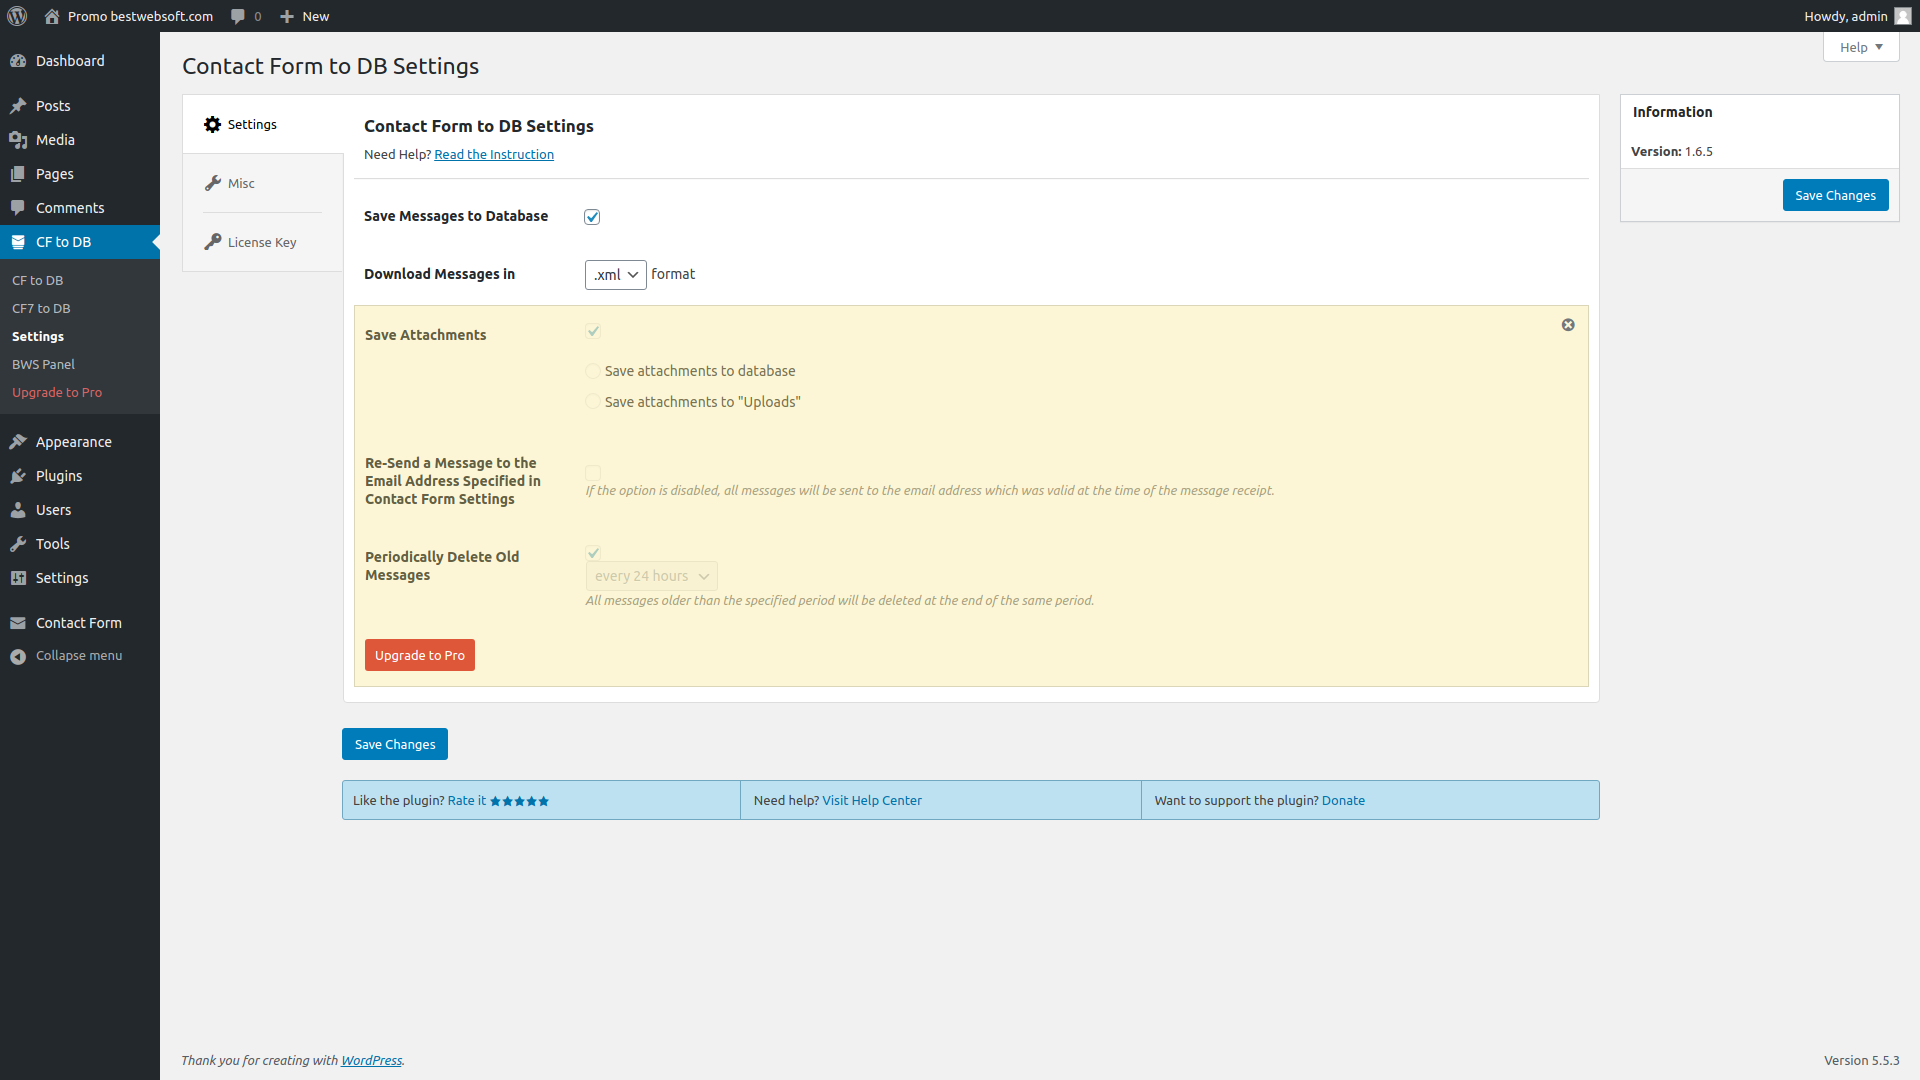 Promo bestwebsoft.com 0 New Howdy, admin
Help
Dashboard
Posts
Media
Pages
Comments
CF to DB
CF to DB
CF7 to DB
Settings
BWS Panel
Upgrade to Pro
Appearance
Plugins
Users
Tools
Settings
Contact Form
Collapse menu
Contact Form to DB Settings
Settings
Misc
License Key
Contact Form to DB Settings
Need Help? Read the Instruction
Save Messages to Database
Download Messages in .xml format
Save Attachments
Save attachments to database
Save attachments to "Uploads"
Re-Send a Message to the
Email Address Specified in
Contact Form Settings
If the option is disabled, all messages will be sent to the email address which was valid at the time of the message receipt.
Periodically Delete Old
Messages
every 24 hours
All messages older than the specified period will be deleted at the end of the same period.
Upgrade to Pro
Save Changes
Like the plugin? Rate it
Need help? Visit Help Center
Want to support the plugin? Donate
Information
Version: 1.6.5
Save Changes
Thank you for creating with WordPress.
Version 5.5.3